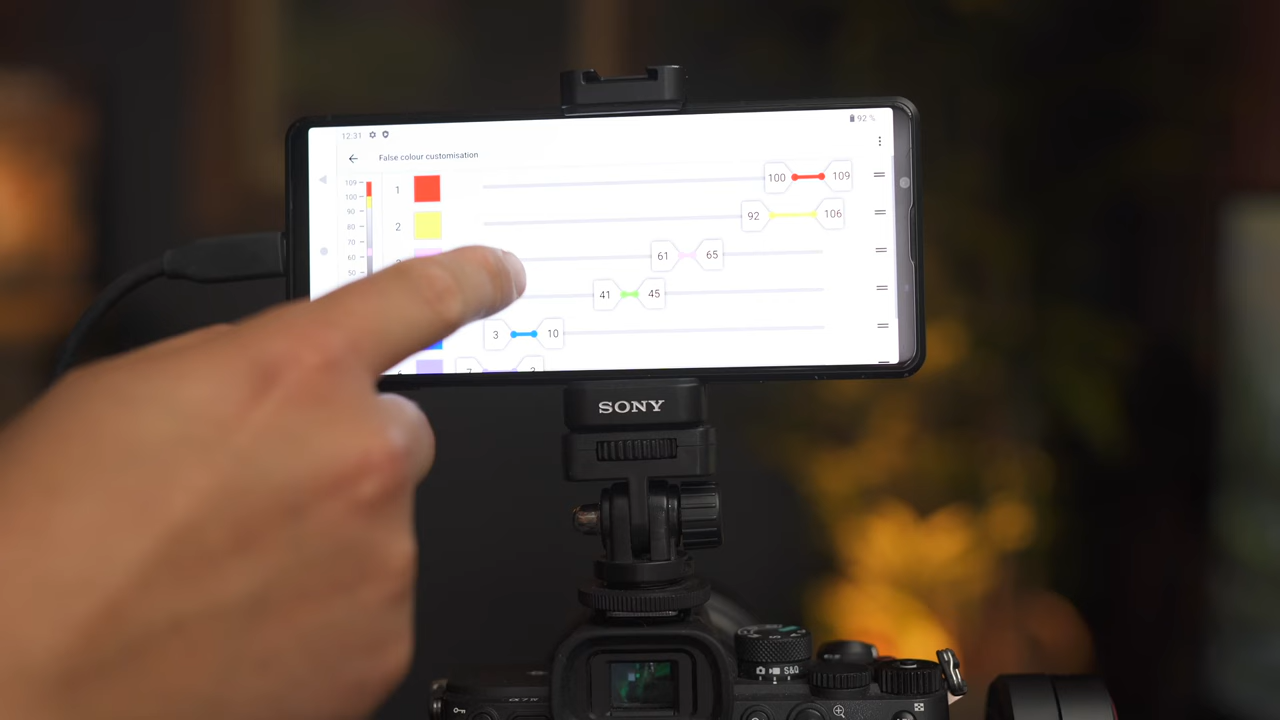 12:31 92 %
False colour customisation
109
100
90
80
70
60
50
1 100 109
2 92 106
61 65
41 45
3 10
SONY
S&Q